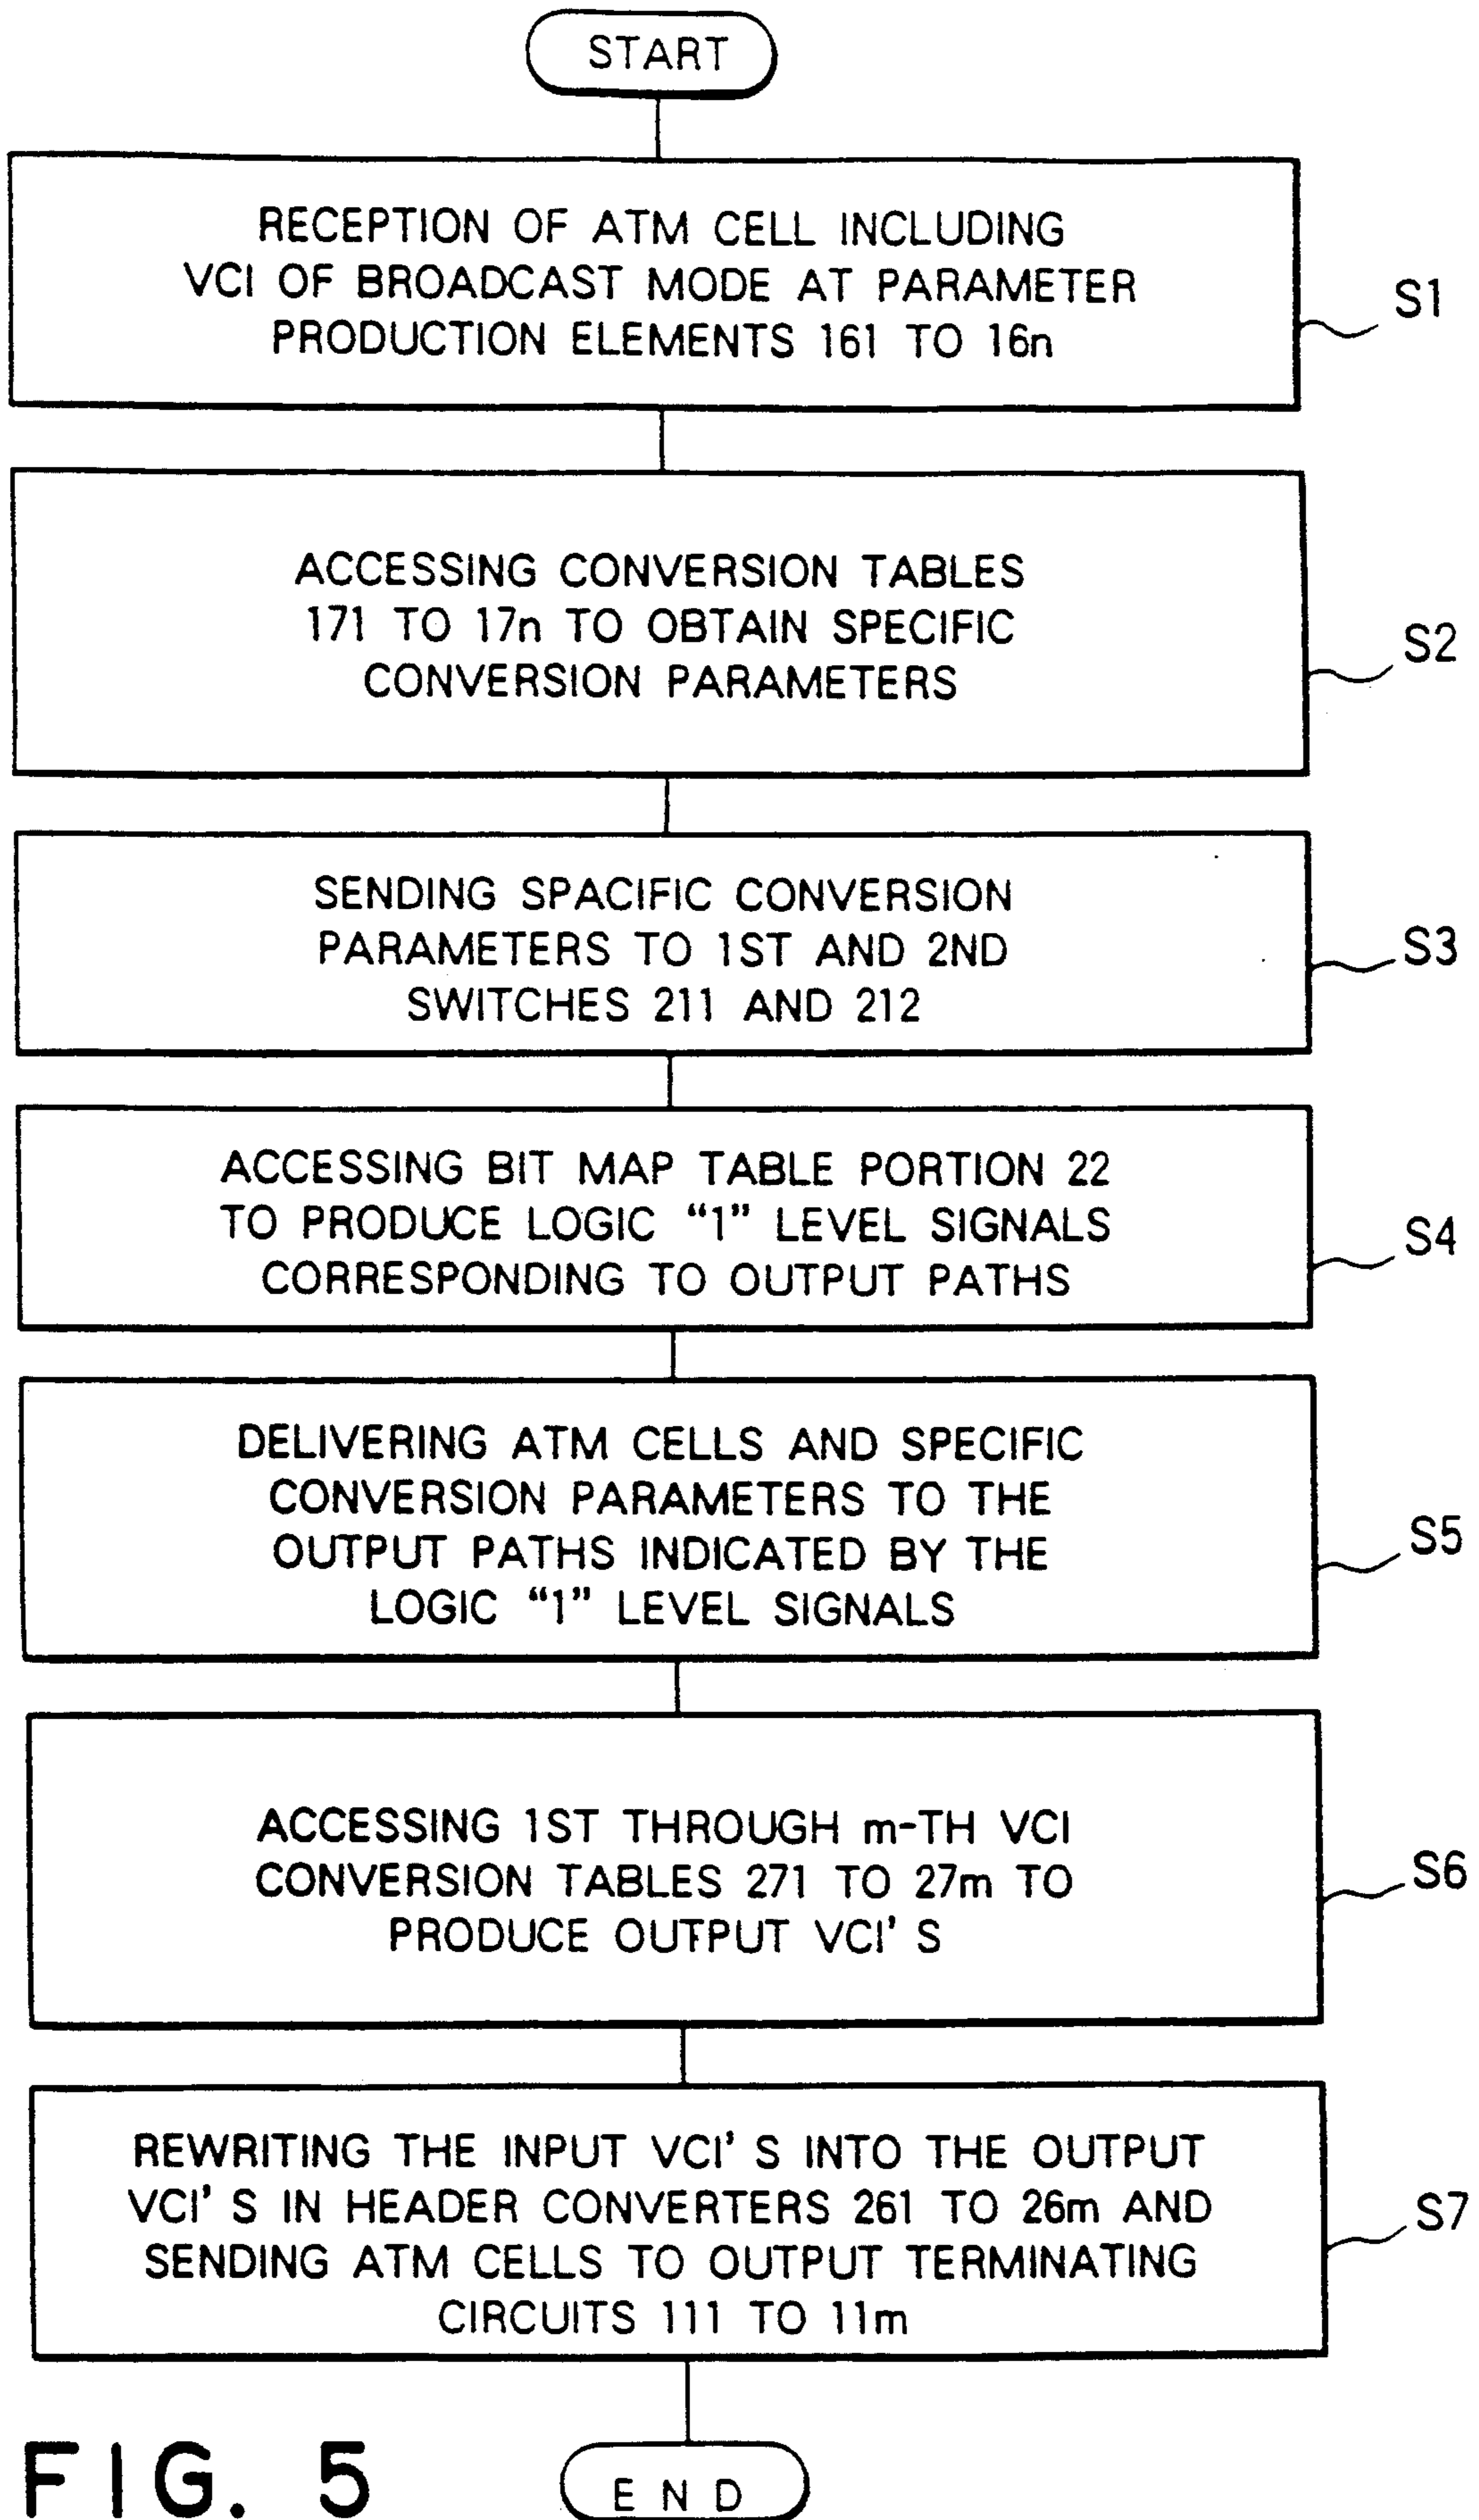 START
RECEPTION OF ATM CELL INCLUDING
VCI OF BROADCAST MODE AT PARAMETER
PRODUCTION ELEMENTS 161 TO 16n
S1
ACCESSING CONVERSION TABLES
171 TO 17n TO OBTAIN SPECIFIC
CONVERSION PARAMETERS
S2
SENDING SPACIFIC CONVERSION
PARAMETERS TO 1ST AND 2ND
SWITCHES 211 AND 212
S3
ACCESSING BIT MAP TABLE PORTION 22
TO PRODUCE LOGIC “1” LEVEL SIGNALS
CORRESPONDING TO OUTPUT PATHS
S4
DELIVERING ATM CELLS AND SPECIFIC
CONVERSION PARAMETERS TO THE
OUTPUT PATHS INDICATED BY THE
LOGIC “1” LEVEL SIGNALS
S5
ACCESSING 1ST THROUGH m-TH VCI
CONVERSION TABLES 271 TO 27m TO
PRODUCE OUTPUT VCI’ S
S6
REWRITING THE INPUT VCI’ S INTO THE OUTPUT
VCI’ S IN HEADER CONVERTERS 261 TO 26m AND
SENDING ATM CELLS TO OUTPUT TERMINATING
CIRCUITS 111 TO 11m
S7
END
FIG. 5